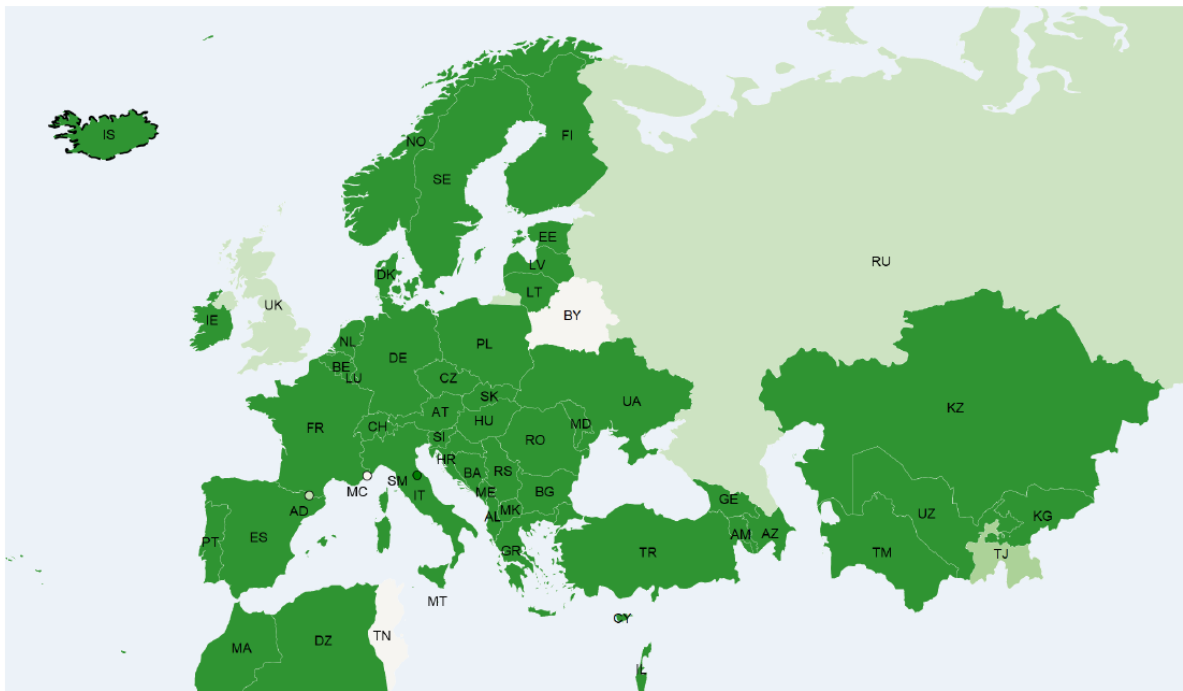 IS
NO
FI
SE
EE
RU
LV
DK
LT
UK
BY
IE
NL
PL
DE
BE
LU
CZ
SK
UA
KZ
AT
FR
CH
HU
MD
RO
SI
HR
BA
RS
MC
SM
IT
ME
BG
GE
AD
MK
UZ
KG
AL
PT
ES
AM
AZ
GR
TR
TM
TJ
MT
CY
TN
MA
DZ
IL